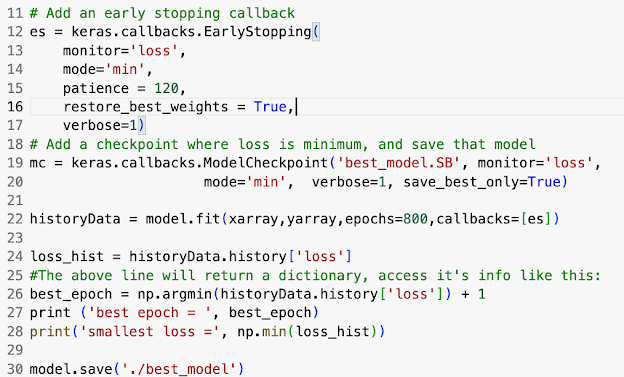 11 # Add an early stopping callback
12 es = keras.callbacks.EarlyStopping(
13     monitor='loss',
14     mode='min',
15     patience = 120,
16     restore_best_weights = True,
17     verbose=1)
18 # Add a checkpoint where loss is minimum, and save that model
19 mc = keras.callbacks.ModelCheckpoint('best_model.SB', monitor='loss',
20                      mode='min',  verbose=1, save_best_only=True)
21
22 historyData = model.fit(xarray,yarray,epochs=800,callbacks=[es])
23
24 loss_hist = historyData.history['loss']
25 #The above line will return a dictionary, access it's info like this:
26 best_epoch = np.argmin(historyData.history['loss']) + 1
27 print ('best epoch = ', best_epoch)
28 print('smallest loss =', np.min(loss_hist))
29
30 model.save('./best_model')